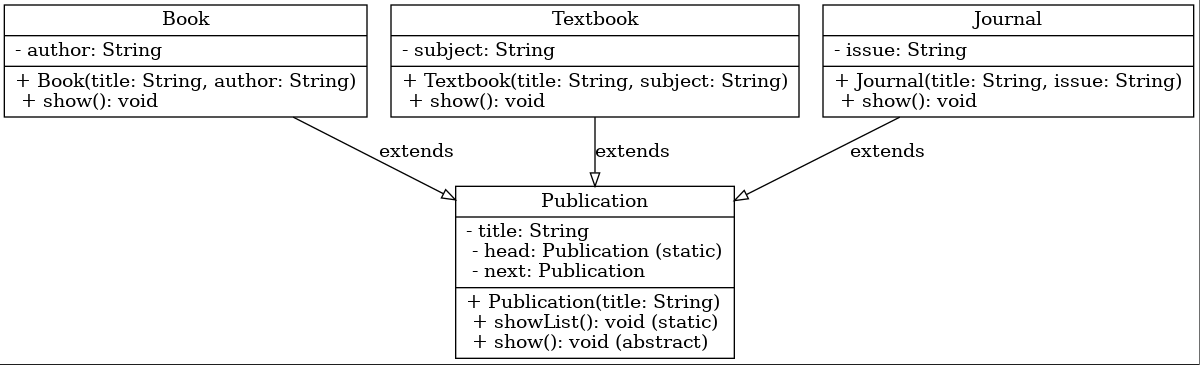 Book
- author: String
+ Book(title: String, author: String)
+ show(): void
Textbook
- subject: String
+ Textbook(title: String, subject: String)
+ show(): void
Journal
- issue: String
+ Journal(title: String, issue: String)
+ show(): void
extends
extends
extends
Publication
- title: String
- head: Publication (static)
- next: Publication
+ Publication(title: String)
+ showList(): void (static)
+ show(): void (abstract)